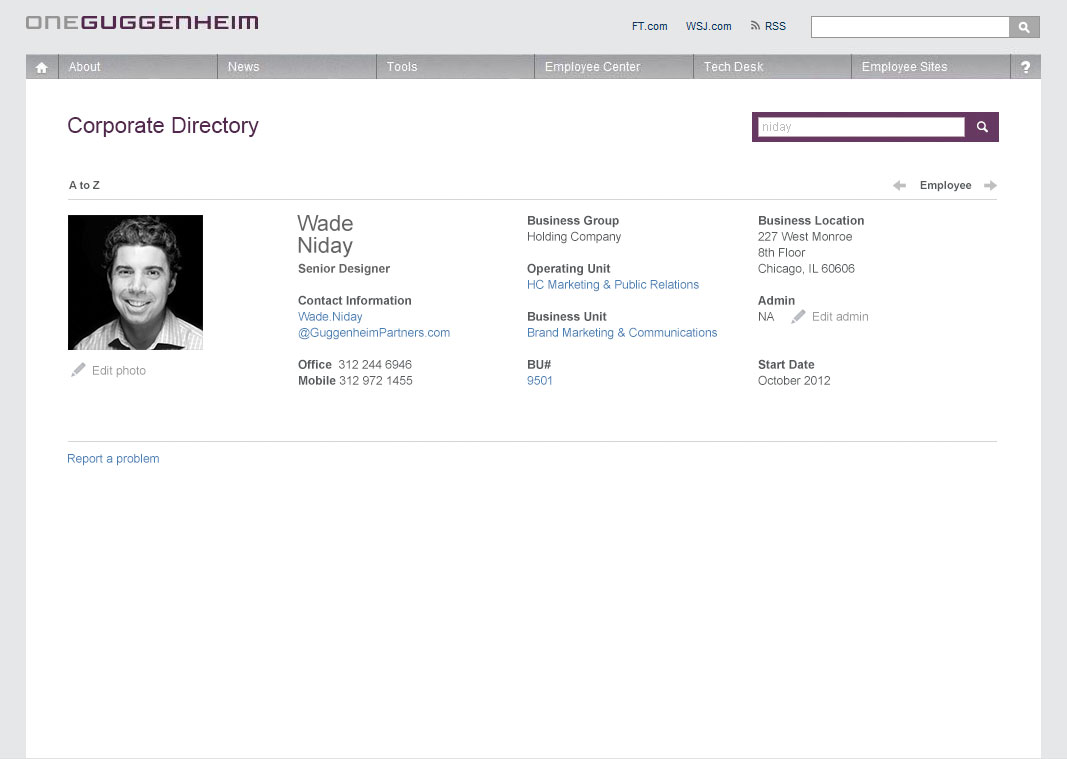 ONEGUGGENHEIM
FT.com WSJ.com RSS
About News Tools Employee Center Tech Desk Employee Sites ?
Corporate Directory
niday
A to Z
Employee
Wade
Niday
Senior Designer
Contact Information
Wade.Niday
@GuggenheimPartners.com
Office 312 244 6946
Mobile 312 972 1455
Edit photo
Business Group
Holding Company
Operating Unit
HC Marketing & Public Relations
Business Unit
Brand Marketing & Communications
BU#
9501
Business Location
227 West Monroe
8th Floor
Chicago, IL 60606
Admin
NA Edit admin
Start Date
October 2012
Report a problem